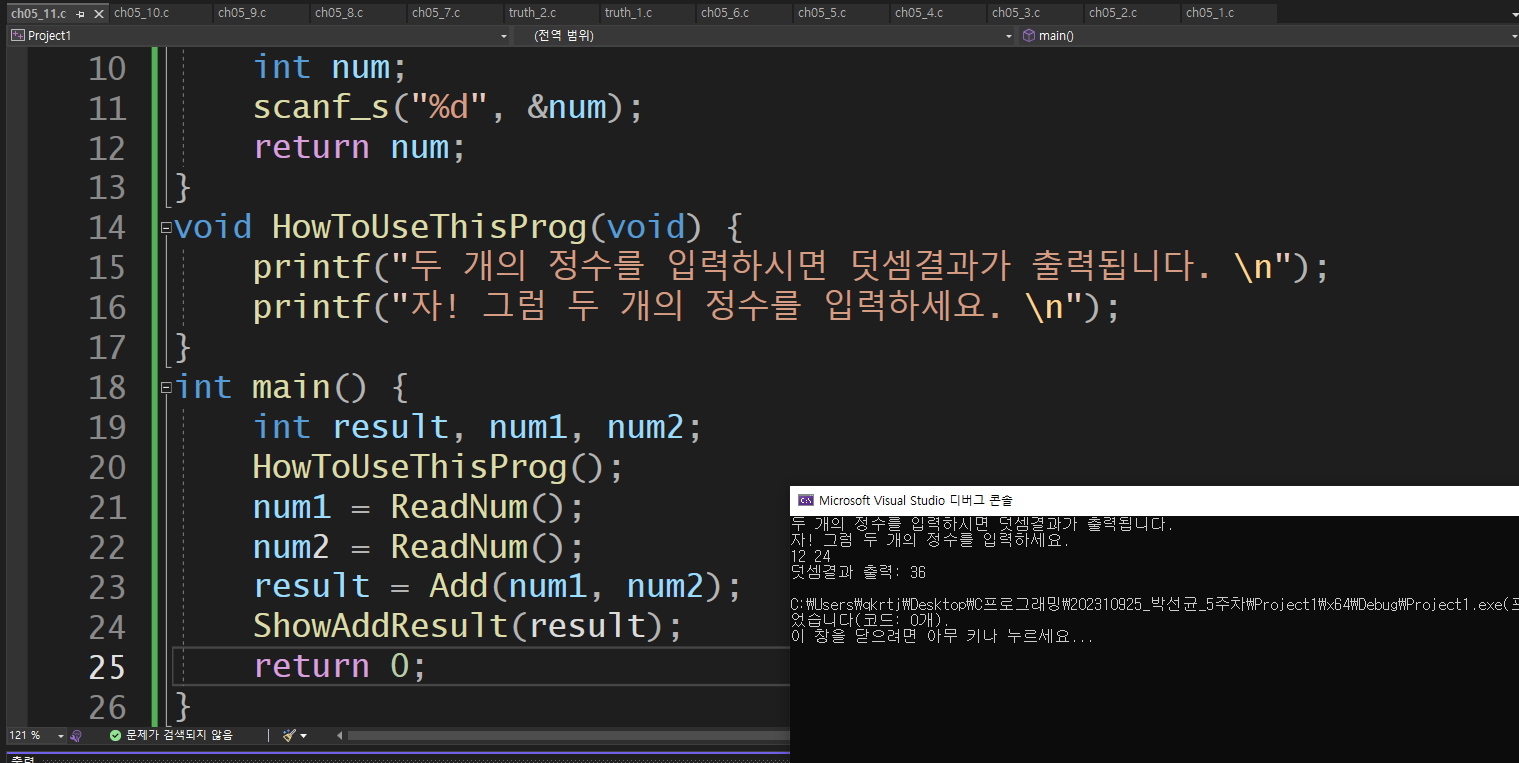 ch05_11.c ch05_10.c ch05_9.c ch05_8.c ch05_7.c truth_2.c truth_1.c ch05_6.c ch05_5.c ch05_4.c ch05_3.c ch05_2.c ch05_1.c
Project1 (전역 범위) main()
10 int num;
11 scanf_s("%d", &num);
12 return num;
13 }
14 void HowToUseThisProg(void) {
15 printf("두 개의 정수를 입력하시면 덧셈결과가 출력됩니다. \n");
16 printf("자! 그럼 두 개의 정수를 입력하세요. \n");
17 }
18 int main() {
19 int result, num1, num2;
20 HowToUseThisProg();
21 num1 = ReadNum();
22 num2 = ReadNum();
23 result = Add(num1, num2);
24 ShowAddResult(result);
25 return 0;
26 }
Microsoft Visual Studio 디버그 콘솔
두 개의 정수를 입력하시면 덧셈결과가 출력됩니다.
자! 그럼 두 개의 정수를 입력하세요.
12 24
덧셈결과 출력: 36
C:₩Users₩qkrtj₩Desktop₩C프로그래밍₩202310925_박선균_5주차₩Project1₩x64₩Debug₩Project1.exe(프
었습니다(코드: 0개).
이 창을 닫으려면 아무 키나 누르세요...
121 % 문제가 검색되지 않음
출력